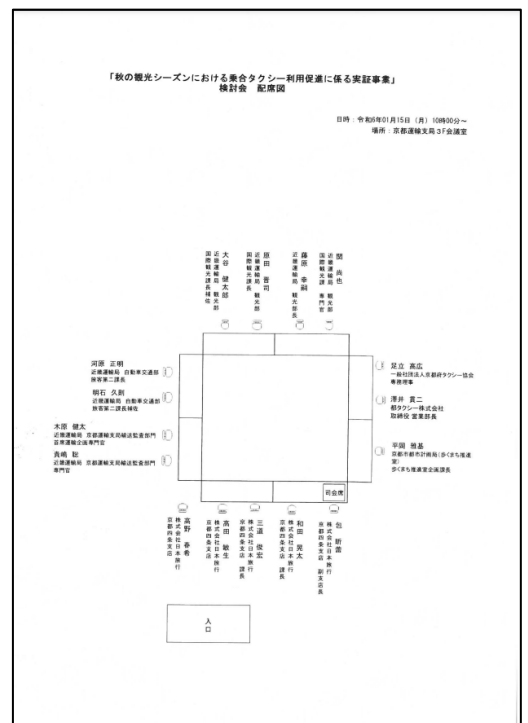 「秋の観光シーズンにおける乗合タクシー利用促進に係る実証事業」
検討会 配席図
日時：令和6年01月15日（月）10時00分～
場所：京都運輸支局3F会議室
大谷 健太郎
近畿運輸局 観光部
国際観光課長補佐
原田 晋司
近畿運輸局 観光部
国際観光課長
藤原 幸嗣
近畿運輸局 観光部長
関 尚也
近畿運輸局 観光部
国際観光課 専門官
河原 正明
近畿運輸局 自動車交通部
旅客第二課長
明石 久則
近畿運輸局 自動車交通部
旅客第二課長補佐
木原 健太
近畿運輸局 京都運輸支局輸送監査部門
首席運輸企画専門官
真嶋 聡
近畿運輸局 京都運輸支局輸送監査部門
専門官
足立 高広
一般社団法人京都府タクシー協会
専務理事
澤井 貢二
都タクシー株式会社
取締役 営業部長
平岡 雅基
京都市都市計画局（歩くまち推進
室）
歩くまち推進室企画課長
司会席
高野 春希
株式会社日本旅行
京都四条支店
高田 敏生
株式会社日本旅行
京都四条支店
三道 俊宏
株式会社日本旅行
京都四条支店 課長
和田 晃太
株式会社日本旅行
京都四条支店 課長
包 新蕾
株式会社日本旅行
京都四条支店 副支店長
入
口